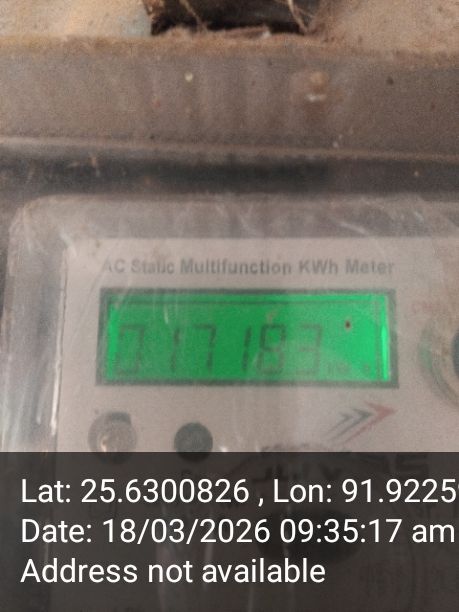 AC Static Multifunction KWh Meter
017183
Lat: 25.6300826 , Lon: 91.9225
Date: 18/03/2026 09:35:17 am
Address not available